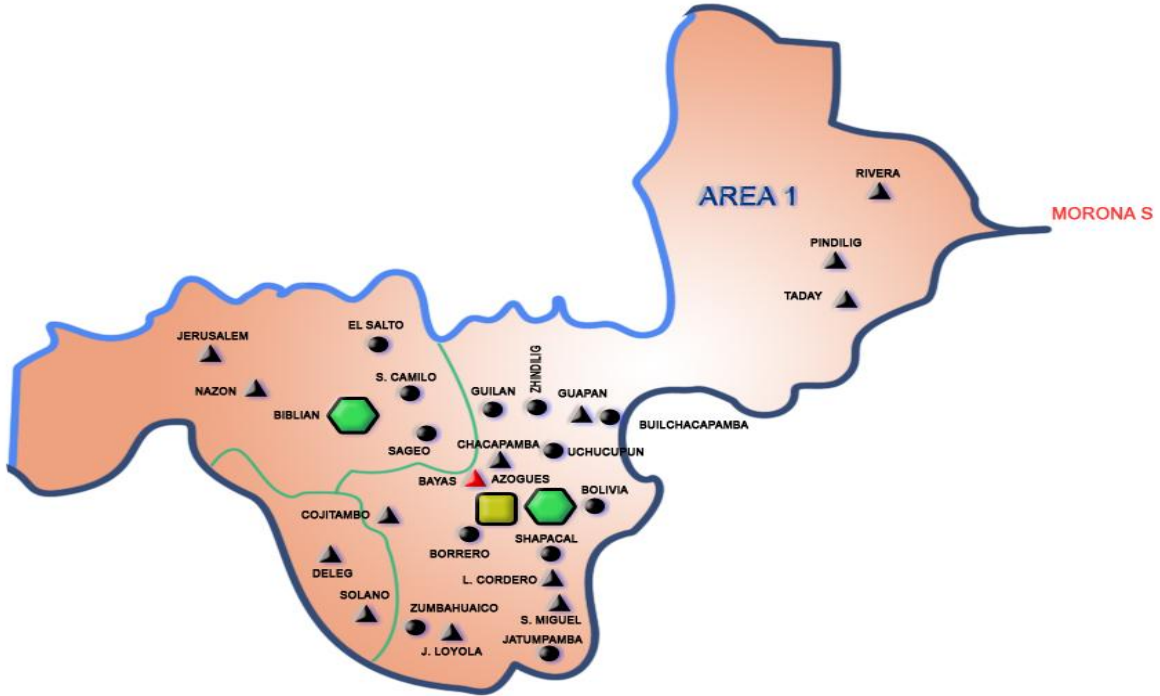 RIVERA
AREA 1
MORONA S
PINDILIG
TADAY
EL SALTO
JERUSALEM
ZHINDILIG
S. CAMILO
NAZON
GUILAN
GUAPAN
BIBLIAN
BUILCHACAPAMBA
CHACAPAMBA
SAGEO
UCHUCUPUN
BAYAS
AZOGUES
BOLIVIA
COJITAMBO
SHAPACAL
BORRERO
DELEG
L. CORDERO
SOLANO
ZUMBAHUAICO
S. MIGUEL
JATUMPAMBA
J. LOYOLA